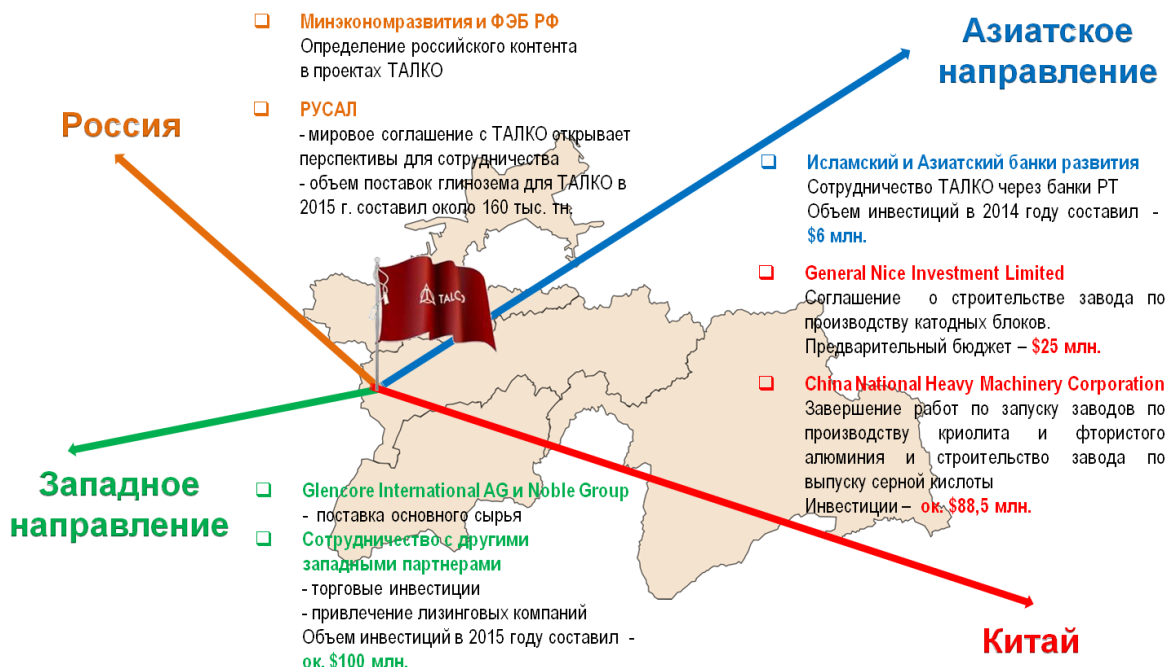 Минэкономразвития и ФЭБ РФ
Определение российского контента
в проектах ТАЛКО
РУСАЛ
- мировое соглашение с ТАЛКО открывает
перспективы для сотрудничества
- объем поставок глинозема для ТАЛКО в
2015 г. составил около 160 тыс. тн.
Россия
Азиатское
направление
Исламский и Азиатский банки развития
Сотрудничество ТАЛКО через банки РТ
Объем инвестиций в 2014 году составил -
$6 млн.
General Nice Investment Limited
Соглашение о строительстве завода по
производству катодных блоков.
Предварительный бюджет – $25 млн.
China National Heavy Machinery Corporation
Завершение работ по запуску заводов по
производству криолита и фтористого
алюминия и строительство завода по
выпуску серной кислоты
Инвестиции – ок. $88,5 млн.
TALCO
Западное
направление
Glencore International AG и Noble Group
- поставка основного сырья
Сотрудничество с другими
западными партнерами
- торговые инвестиции
- привлечение лизинговых компаний
Объем инвестиций в 2015 году составил -
ок. $100 млн.
Китай